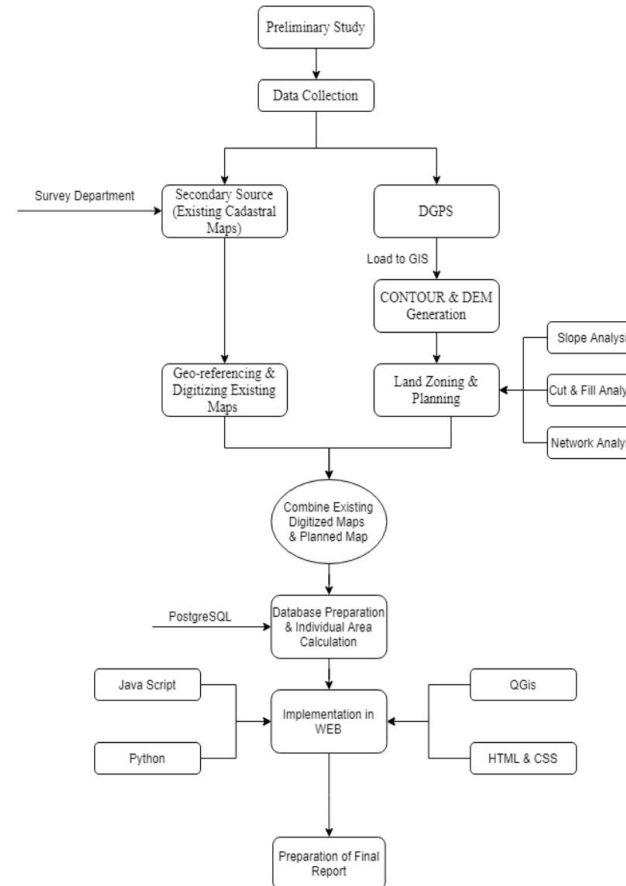 Preliminary Study
Data Collection
Survey Department
Secondary Source
(Existing Cadastral
Maps)
DGPS
Load to GIS
CONTOUR & DEM
Generation
Slope Analysis
Geo-referencing &
Digitizing Existing
Maps
Land Zoning &
Planning
Cut & Fill Analy
Network Analy
Combine Existing
Digitized Maps
& Planned Map
PostgreSQL
Database Preparation
& Individual Area
Calculation
Java Script
QGis
Implementation in
WEB
Python
HTML & CSS
Preparation of Final
Report